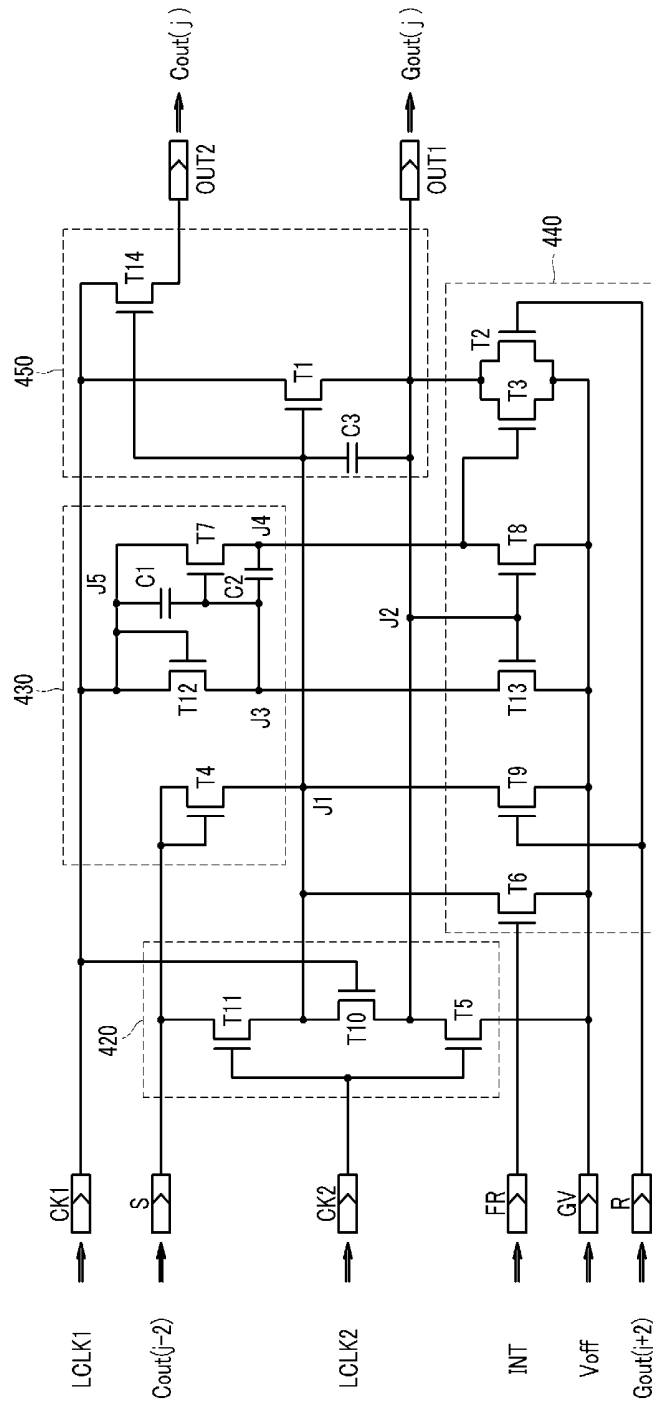 Cout(j)
Gout(j)
OUT2
OUT1
450
T14
T1
C3
440
T2
T3
430
J5
C1
T7
C2
J4
T12
J3
T4
J1
J2
T8
T13
T9
T6
420
T11
T10
T5
CK1
S
CK2
FR
GV
R
LCLK1
Cout(j-2)
LCLK2
INT
Voff
Gout(j+2)